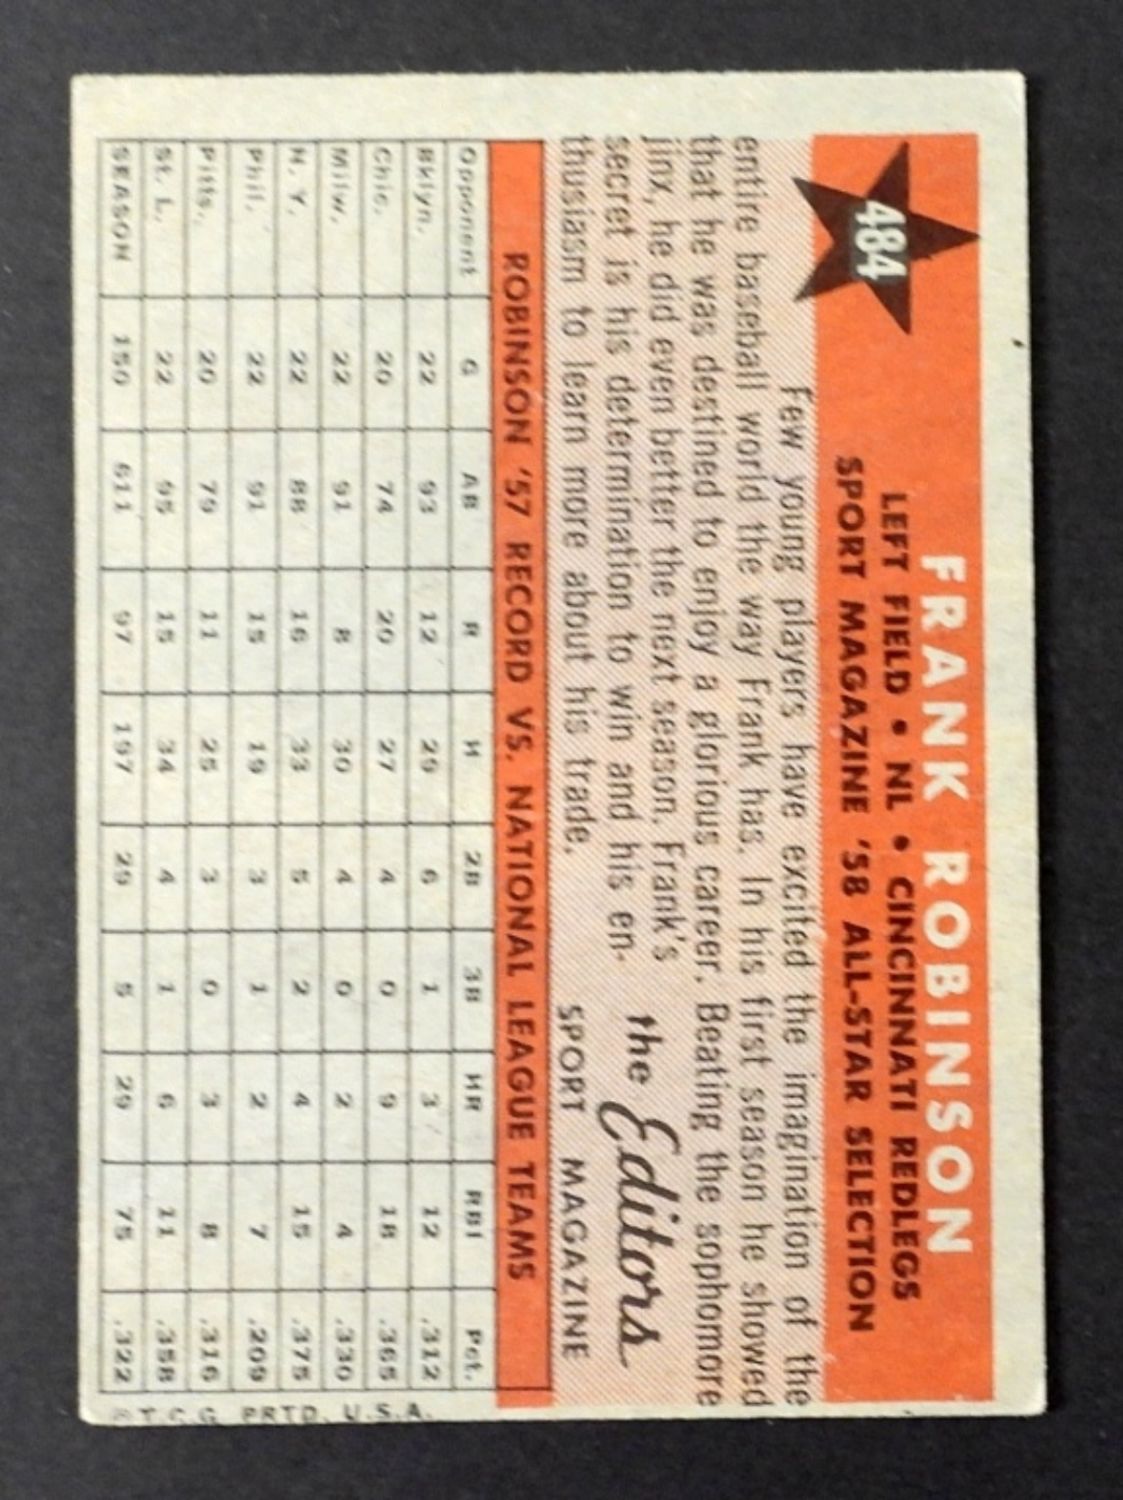 484
FRANK ROBINSON
LEFT FIELD • NL • CINCINNATI REDLEGS
SPORT MAGAZINE '58 ALL-STAR SELECTION
Few young players have excited the imagination of the
entire baseball world the way Frank has. In his first season he showed
that he was destined to enjoy a glorious career. Beating the sophomore
jinx, he did even better the next season. Frank's
secret is his determination to win and his en-
thusiasm to learn more about his trade.
the Editors
SPORT MAGAZINE
ROBINSON '57 RECORD VS. NATIONAL LEAGUE TEAMS
Opponent G AB R H 2B 3B HR RBI Pct.
Bklyn. 22 93 12 29 6 1 3 12 .312
Chic. 20 74 20 27 4 0 9 18 .365
Milw. 22 91 8 30 4 0 2 4 .330
N. Y. 22 88 16 33 5 2 4 15 .375
Phil. 22 91 15 19 3 1 2 7 .209
Pitts. 20 79 11 25 3 0 3 8 .316
St. L. 22 95 15 34 4 1 6 11 .358
SEASON 150 611 97 197 29 5 29 75 .322
© T.C.G. PRTD. U.S.A.